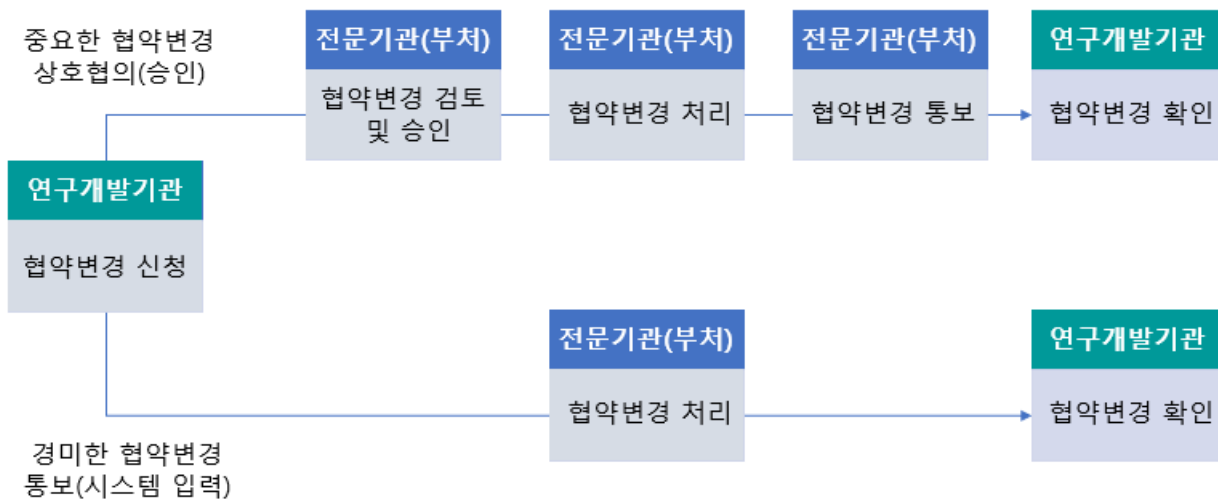 중요한 협약변경
상호협의(승인)
전문기관(부처)
협약변경 검토
및 승인
전문기관(부처)
협약변경 처리
전문기관(부처)
협약변경 통보
연구개발기관
협약변경 확인
연구개발기관
협약변경 신청
전문기관(부처)
협약변경 처리
연구개발기관
협약변경 확인
경미한 협약변경
통보(시스템 입력)